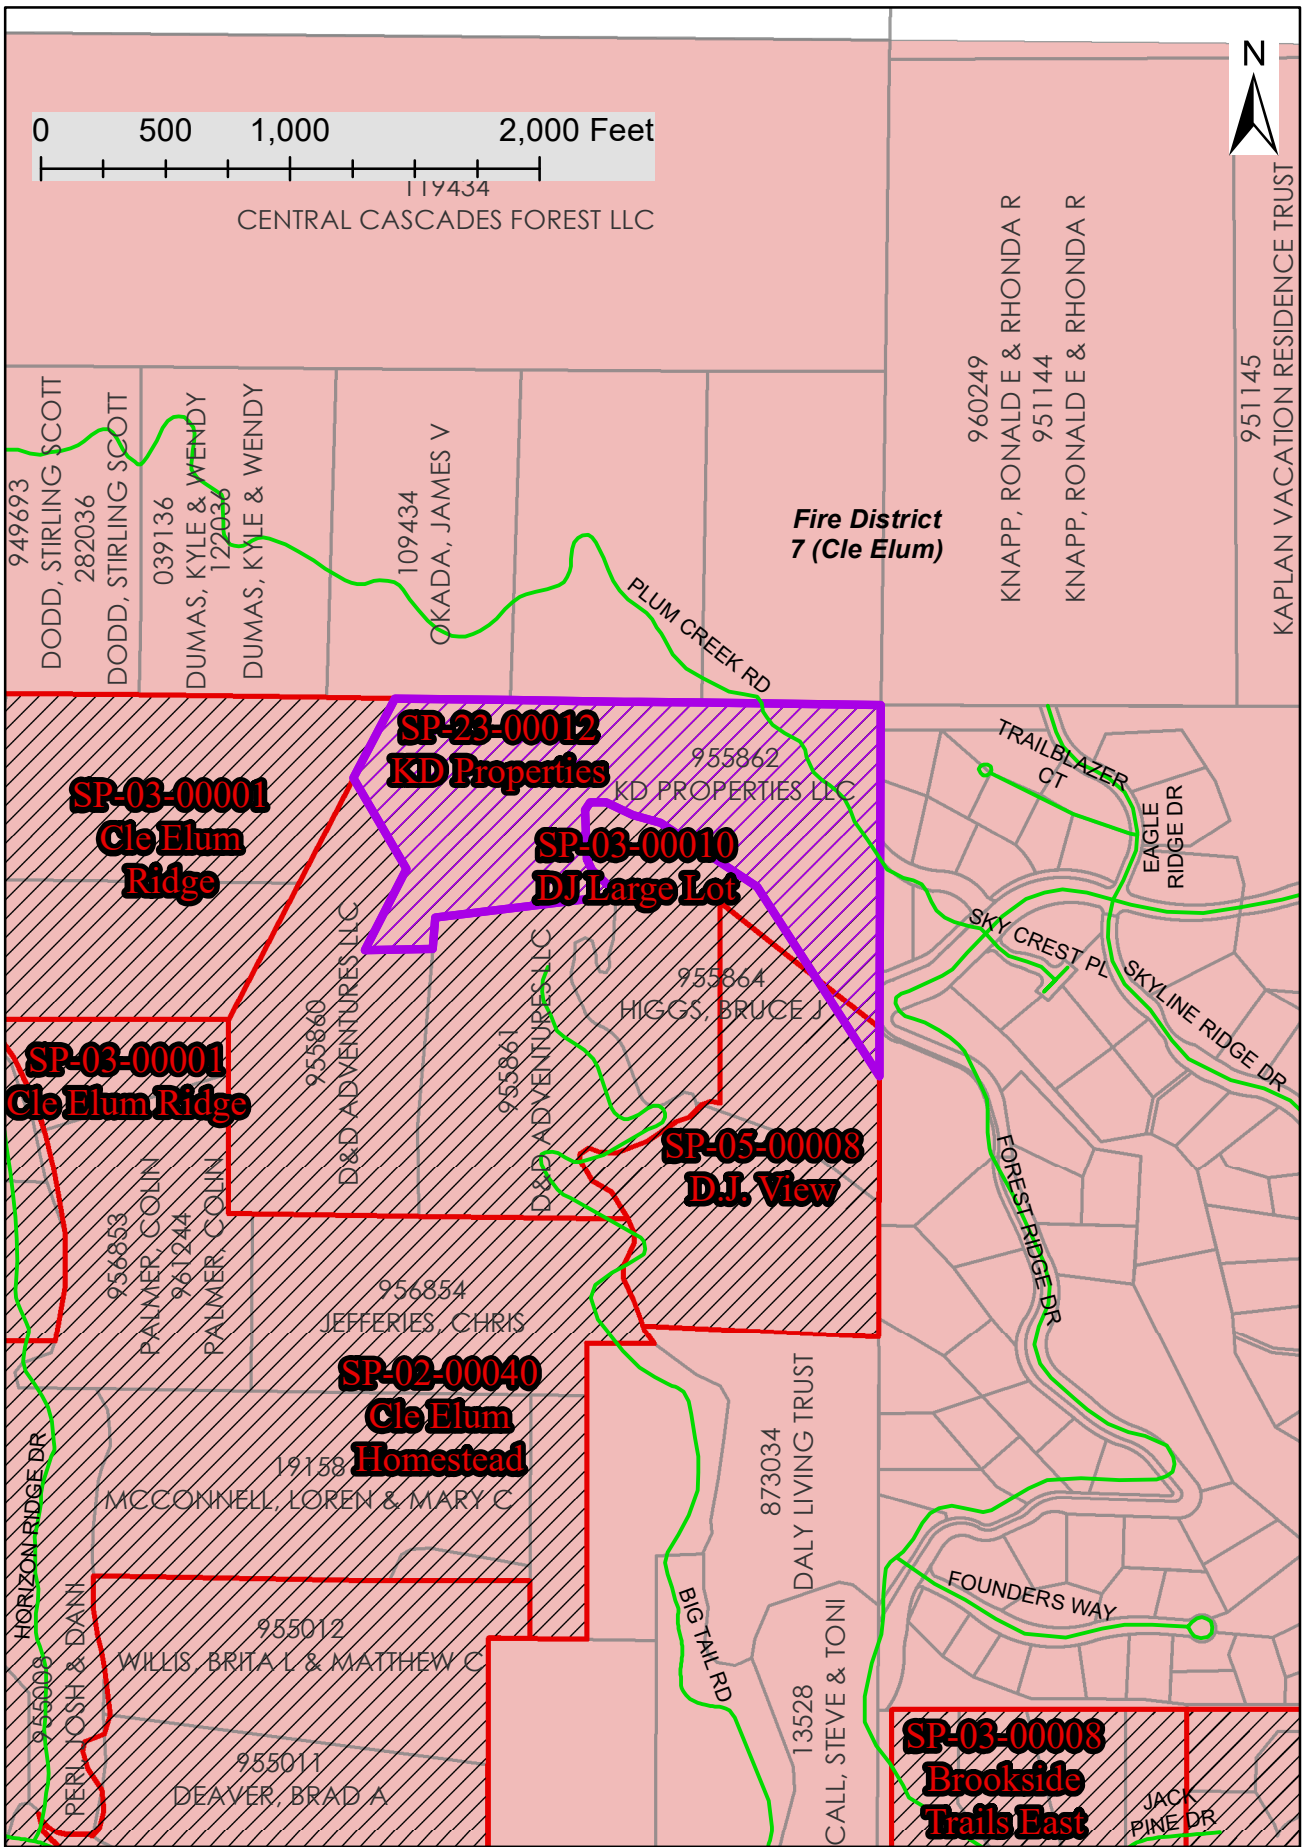 N
0 500 1,000 2,000 Feet
119434
CENTRAL CASCADES FOREST LLC
949693
DODD, STIRLING SCOTT
282036
DODD, STIRLING SCOTT
039136
DUMAS, KYLE & WENDY
122036
DUMAS, KYLE & WENDY
109434
OKADA, JAMES V
960249
KNAPP, RONALD E & RHONDA R
951144
KNAPP, RONALD E & RHONDA R
951145
KAPLAN VACATION RESIDENCE TRUST
Fire District
7 (Cle Elum)
PLUM CREEK RD
SP-23-00012
KD Properties
955862
KD PROPERTIES LLC
SP-03-00001
Cle Elum
Ridge
SP-03-00010
DJ Large Lot
TRAILBLAZER
CT
EAGLE
RIDGE DR
SKY CREST PL
SKYLINE RIDGE DR
955864
HIGGS, BRUCE J
955860
D&D ADVENTURES LLC
955861
D&D ADVENTURES LLC
SP-03-00001
Cle Elum Ridge
SP-05-00008
D.J. View
FOREST RIDGE DR
956853
PALMER, COLIN
961244
PALMER, COLIN
956854
JEFFERIES, CHRIS
SP-02-00040
Cle Elum
Homestead
19158
MCCONNELL, LOREN & MARY C
HORIZON RIDGE DR
873034
DALY LIVING TRUST
FOUNDERS WAY
BIG TAIL RD
955012
WILLIS, BRITA L & MATTHEW C
955008
PERL, JOSH & DANI
955011
DEAVER, BRAD A
13528
CALL, STEVE & TONI
SP-03-00008
Brookside
Trails East
JACK
PINE DR